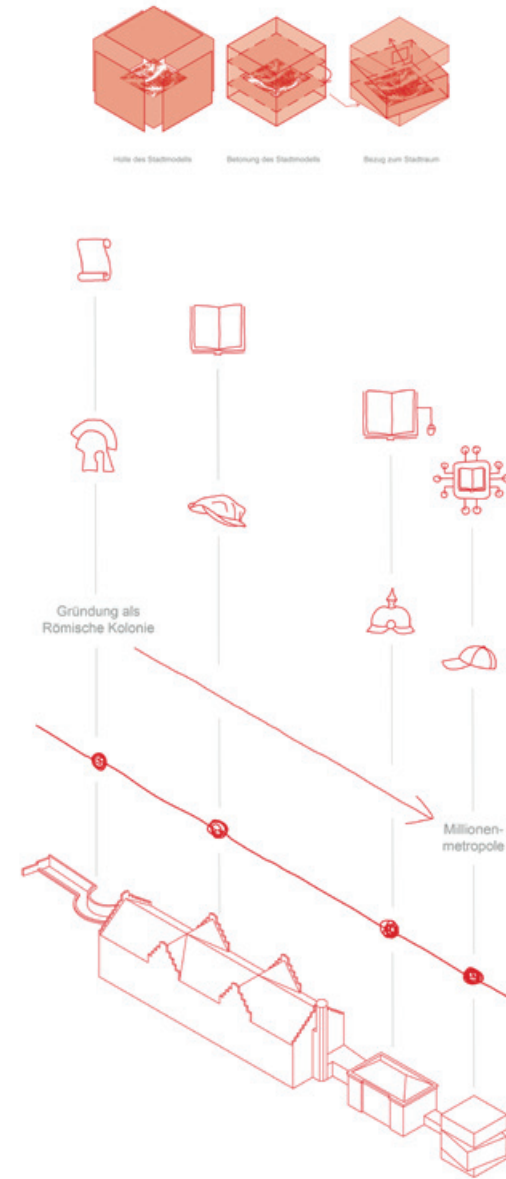 Hülle des Stadtmodells
Betonung des Stadtmodells
Bezug zum Stadtraum
Gründung als
Römische Kolonie
Millionen-
metropole